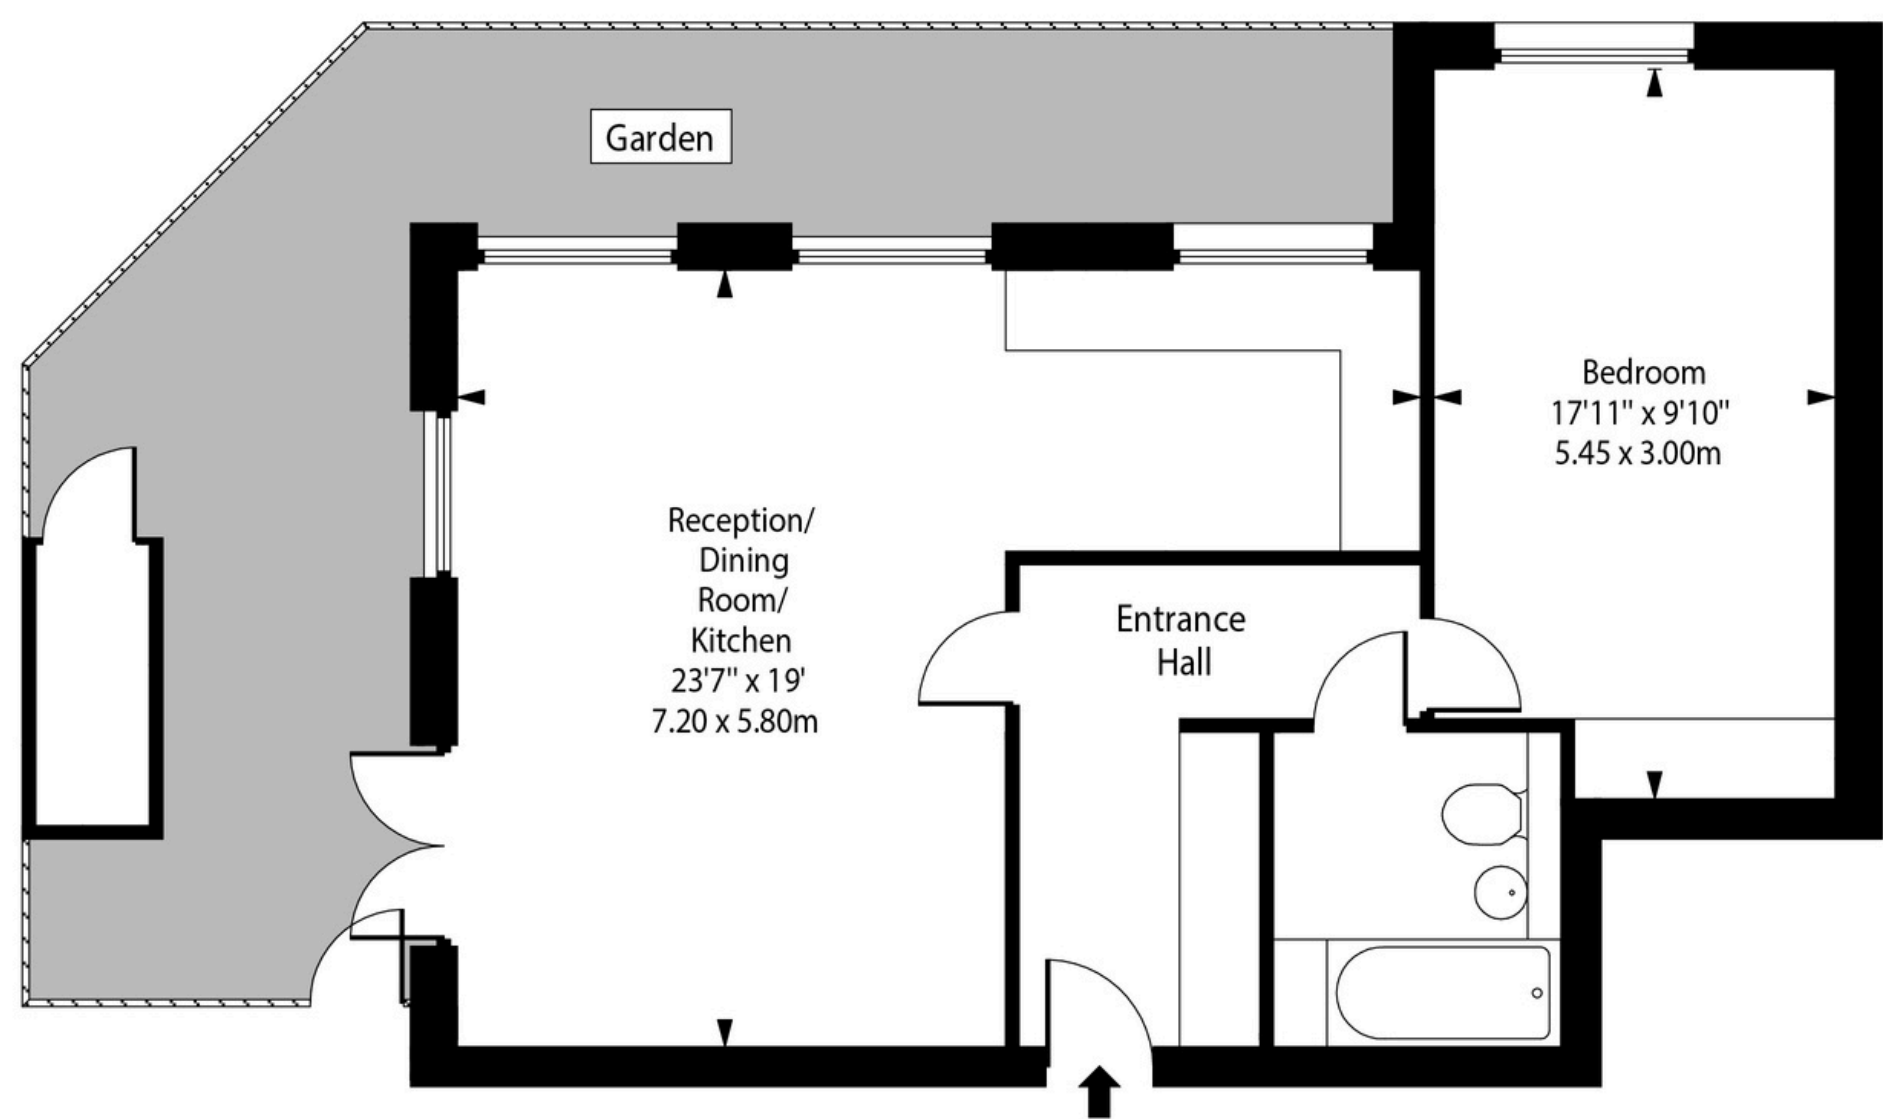 Garden
Bedroom
17'11" x 9'10"
5.45 x 3.00m
Reception/
Dining
Room/
Kitchen
23'7" x 19'
7.20 x 5.80m
Entrance
Hall